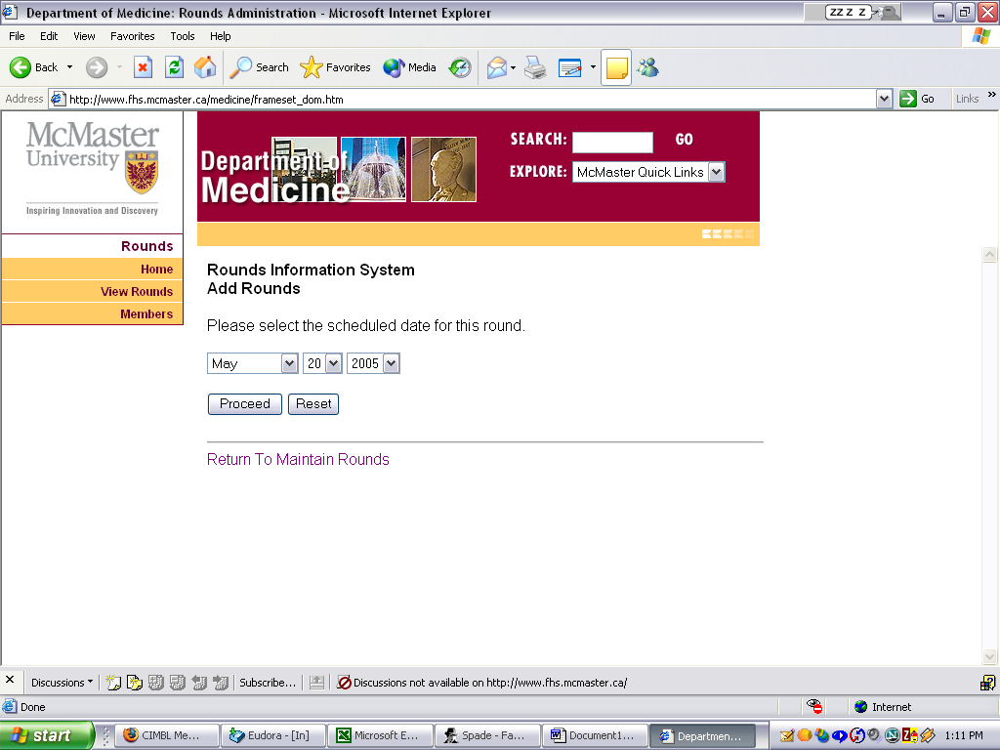 Department of Medicine: Rounds Administration - Microsoft Internet Explorer
ZZ Z Z
File Edit View Favorites Tools Help
Back Search Favorites Media
Address http://www.fhs.mcmaster.ca/medicine/frameset_dom.htm Go Links »
McMaster
University
Inspiring Innovation and Discovery
Department of
Medicine
SEARCH: GO
EXPLORE: McMaster Quick Links
Rounds
Home
View Rounds
Members
Rounds Information System
Add Rounds
Please select the scheduled date for this round.
May 20 2005
Proceed Reset
Return To Maintain Rounds
Discussions Subscribe... Discussions not available on http://www.fhs.mcmaster.ca/
Done Internet
start CIMBL Me... Eudora - [In] Microsoft E... Spade - Fa... Document1... Departmen... 1:11 PM